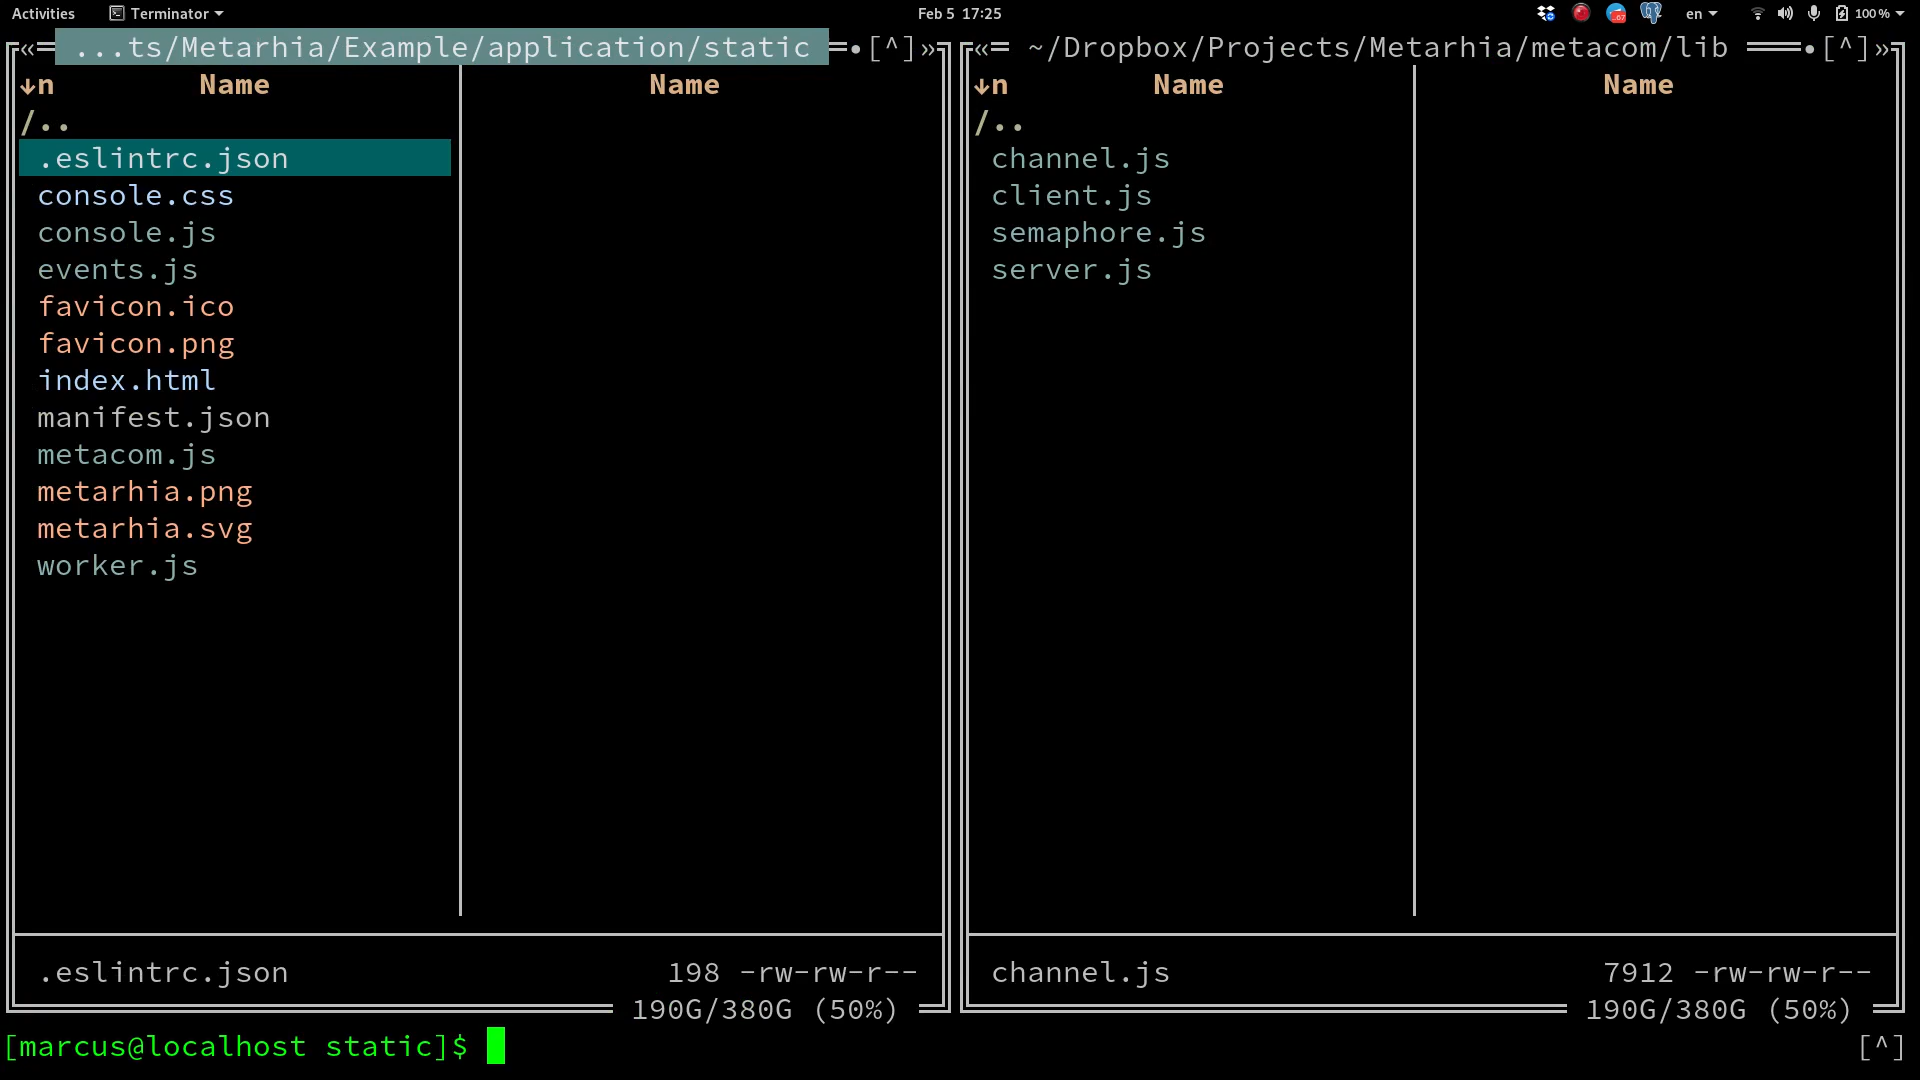 Activities Terminator Feb 5 17:25 en 100 %
«═ ...ts/Metarhia/Example/application/static ═•[^]»
↓n Name Name
/..
.eslintrc.json
console.css
console.js
events.js
favicon.ico
favicon.png
index.html
manifest.json
metacom.js
metarhia.png
metarhia.svg
worker.js
.eslintrc.json 198 -rw-rw-r--
190G/380G (50%)
«═ ~/Dropbox/Projects/Metarhia/metacom/lib ═══•[^]»
↓n Name Name
/..
channel.js
client.js
semaphore.js
server.js
channel.js 7912 -rw-rw-r--
190G/380G (50%)
[marcus@localhost static]$ [^]